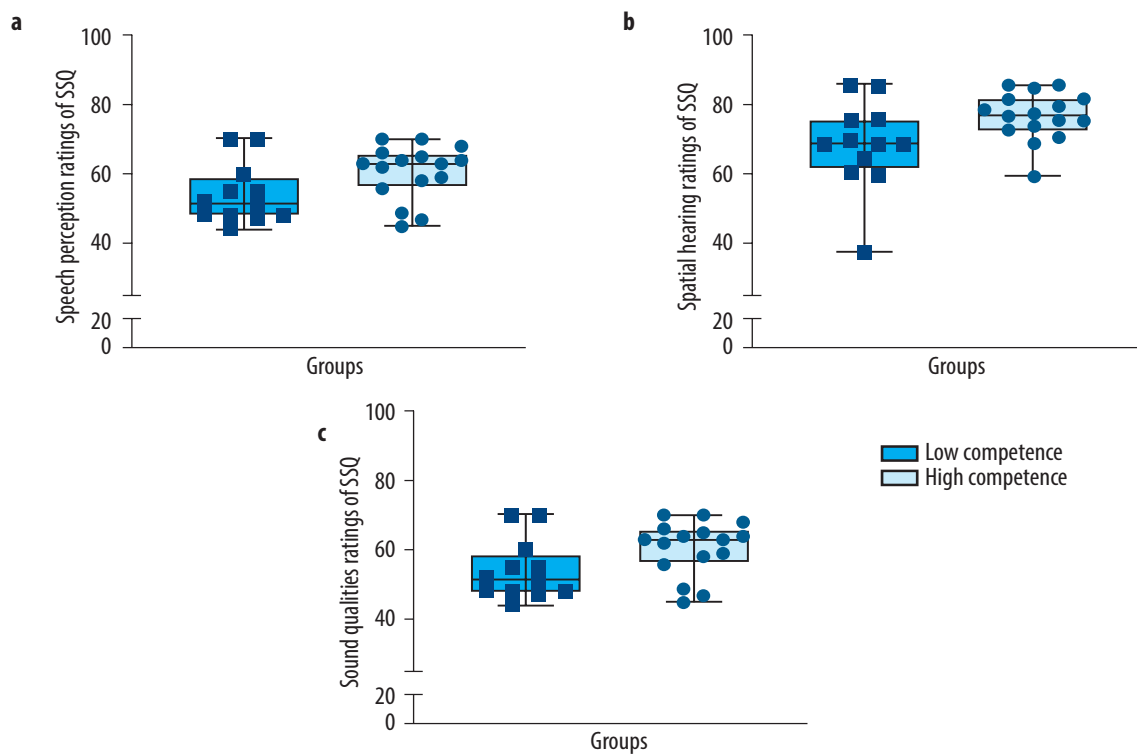 a
100
80
60
40
20
0
Speech perception ratings of SSQ
Groups
b
100
80
60
40
20
0
Spatial hearing ratings of SSQ
Groups
c
100
80
60
40
20
0
Sound qualities ratings of SSQ
Groups
Low competence
High competence